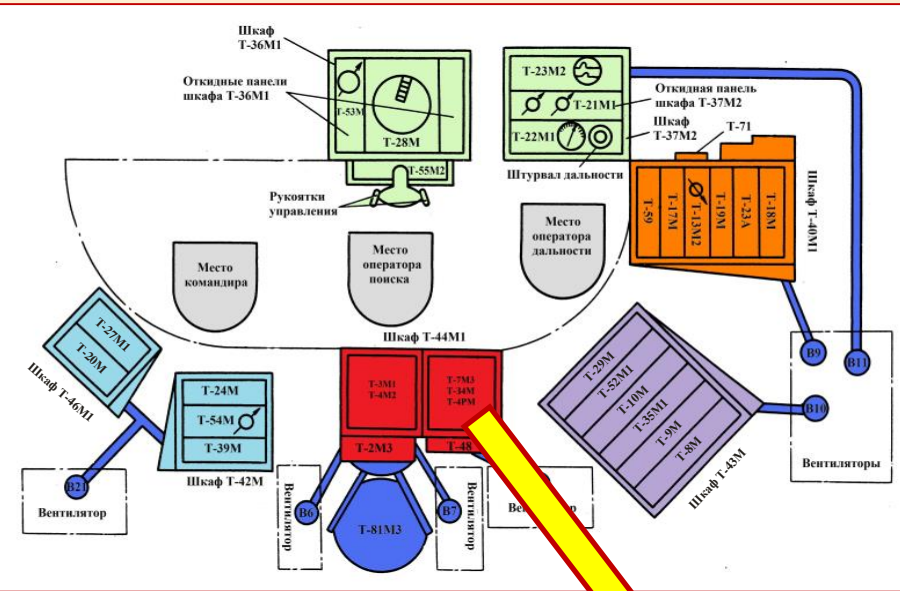 Шкаф
Т-36М1
Откидные панели
шкафа Т-36М1
Т-53М
Т-28М
Т-55М2
Рукоятки
управления
Т-23М2
Т-21М1
Т-22М1
Откидная панель
шкафа Т-37М2
Шкаф
Т-37М2
Т-71
Штурвал дальности
Т-59
Т-17М
Т-13М2
Т-19М
Т-23А
Т-18М
Шкаф Т-40М1
Место
командира
Место
оператора
поиска
Место
оператора
дальности
Шкаф Т-44М1
Т-27М1
Т-20М
Шкаф Т-46М1
Т-24М
Т-54М
Т-39М
Шкаф Т-42М
Т-3М1
Т-4М2
Т-7М3
Т-34М
Т-4РМ
Т-2М3
Т-48
Т-29М
Т-52М1
Т-10М
Т-35М1
Т-9М
Т-8М
Шкаф Т-43М
В9
В11
В10
Вентиляторы
В21
Вентилятор
Вентилятор
В6
Т-81М3
В7
Вентилятор